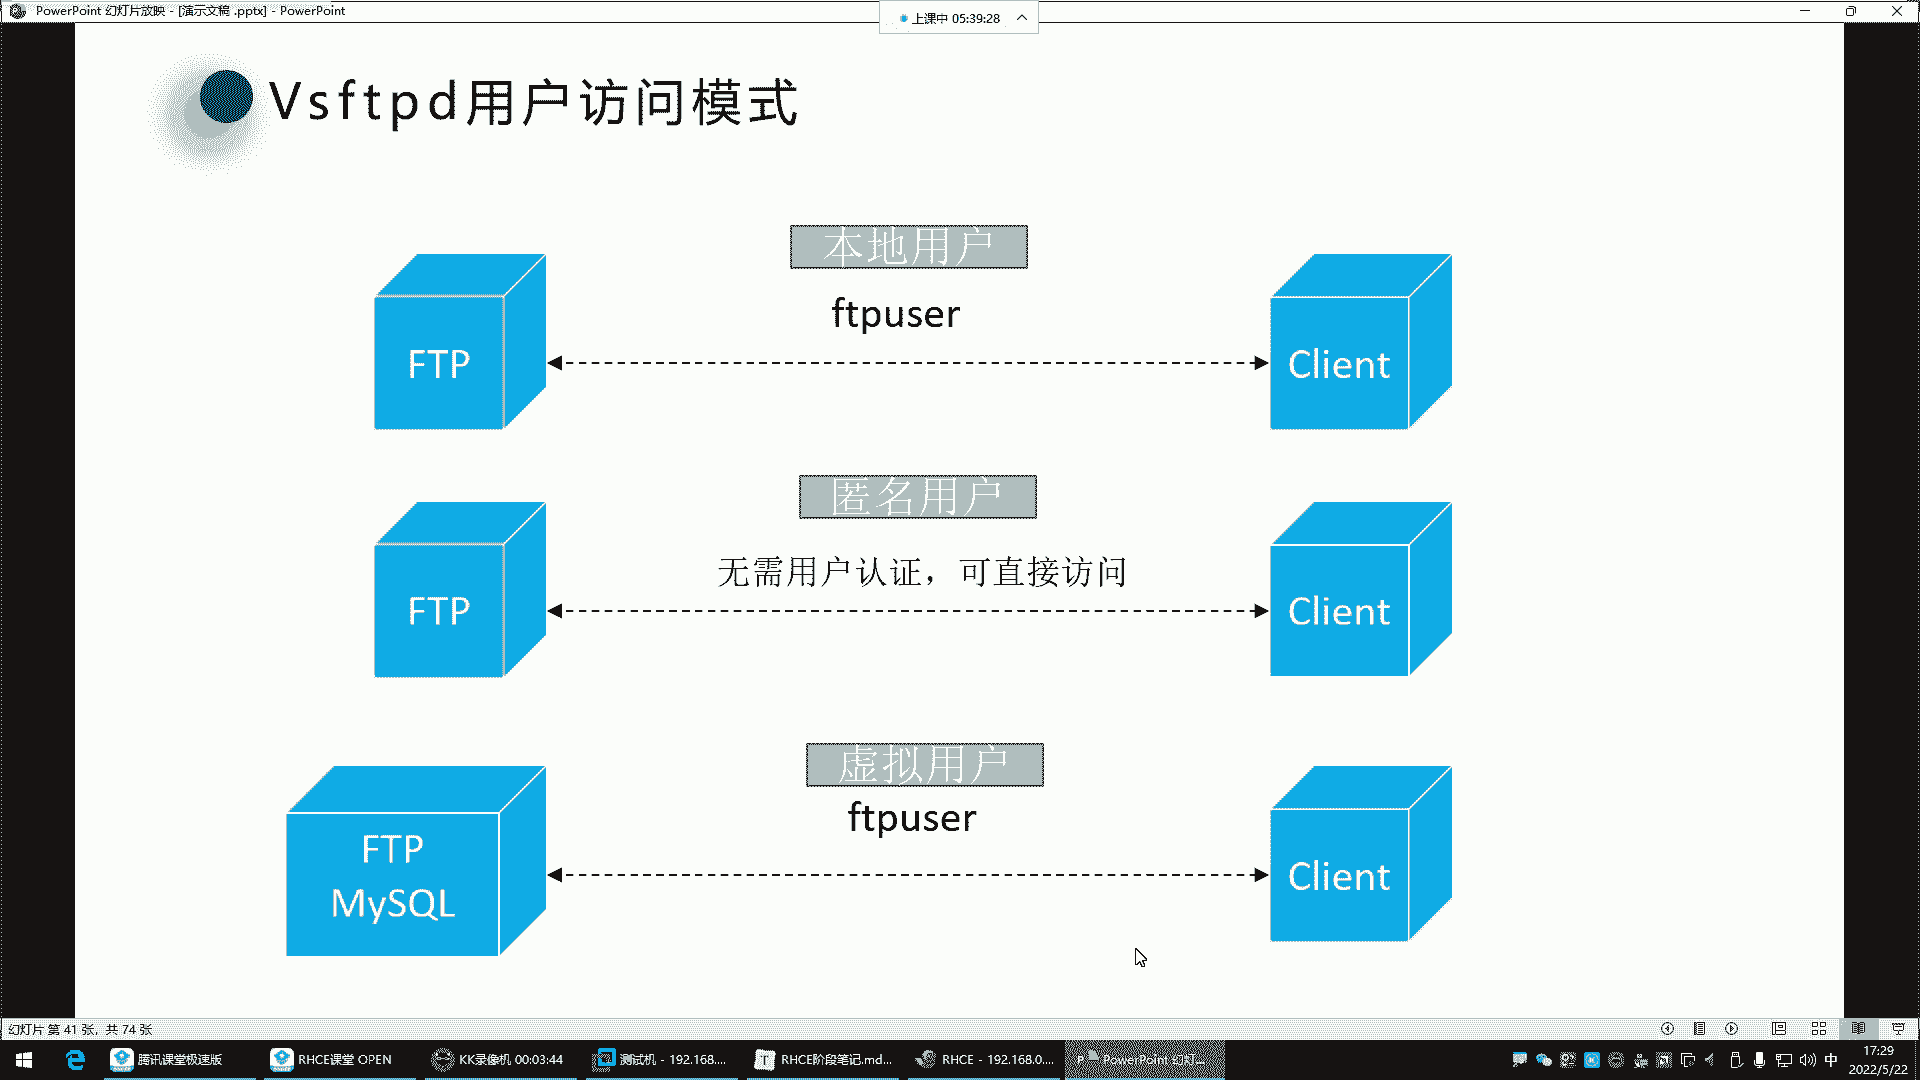 PowerPoint 幻灯片放映 - [演示文稿 .pptx] - PowerPoint
上课中 05:39:28
Vsftpd用户访问模式
本地用户
ftpuser
FTP
Client
匿名用户
无需用户认证，可直接访问
FTP
Client
虚拟用户
ftpuser
FTP
MySQL
Client
幻灯片 第 41 张，共 74 张
腾讯课堂极速版
RHCE课堂 OPEN
KK录像机 00:03:44
测试机 - 192.168....
RHCE阶段笔记.md...
RHCE - 192.168.0....
PowerPoint 幻灯...
中
17:29
2022/5/22